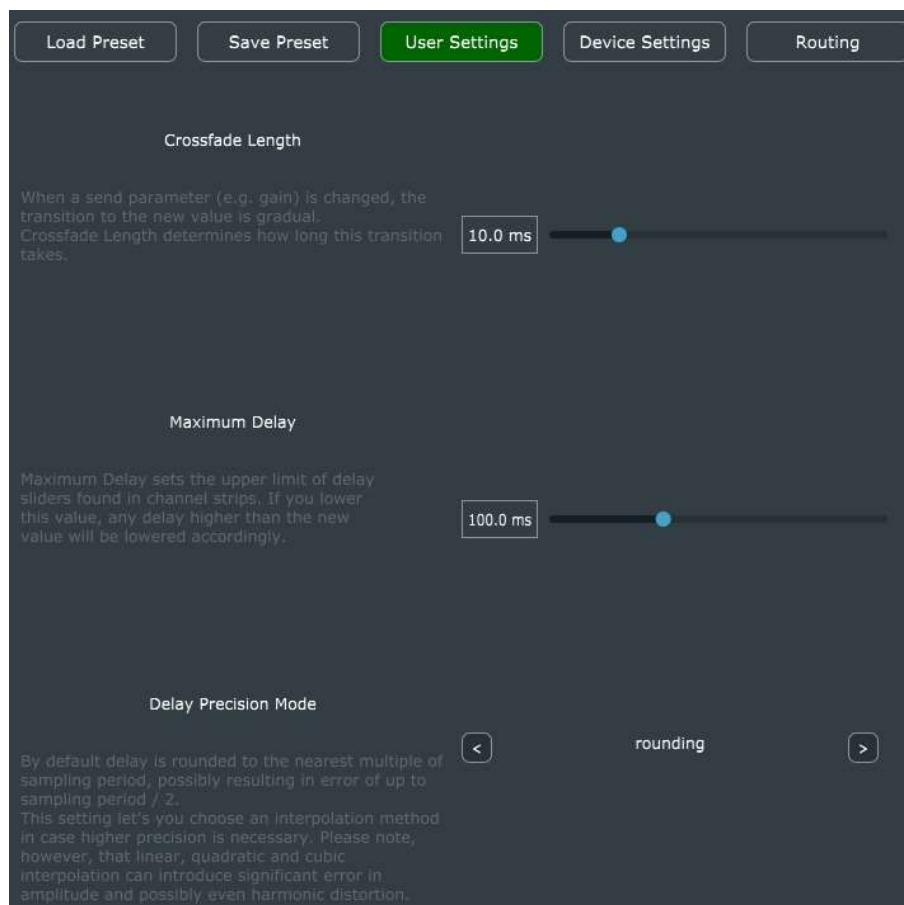 Load Preset
Save Preset
User Settings
Device Settings
Routing
Crossfade Length
When a send parameter (e.g. gain) is changed, the
transition to the new value is gradual.
Crossfade Length determines how long this transition
takes.
10.0 ms
Maximum Delay
Maximum Delay sets the upper limit of delay
sliders found in channel strips. If you lower
this value, any delay higher than the new
value will be lowered accordingly.
100.0 ms
Delay Precision Mode
<
rounding
>
By default delay is rounded to the nearest multiple of
sampling period, possibly resulting in error of up to
sampling period / 2.
This setting let's you choose an interpolation method
in case higher precision is necessary. Please note,
however, that linear, quadratic and cubic
interpolation can introduce significant error in
amplitude and possibly even harmonic distortion.